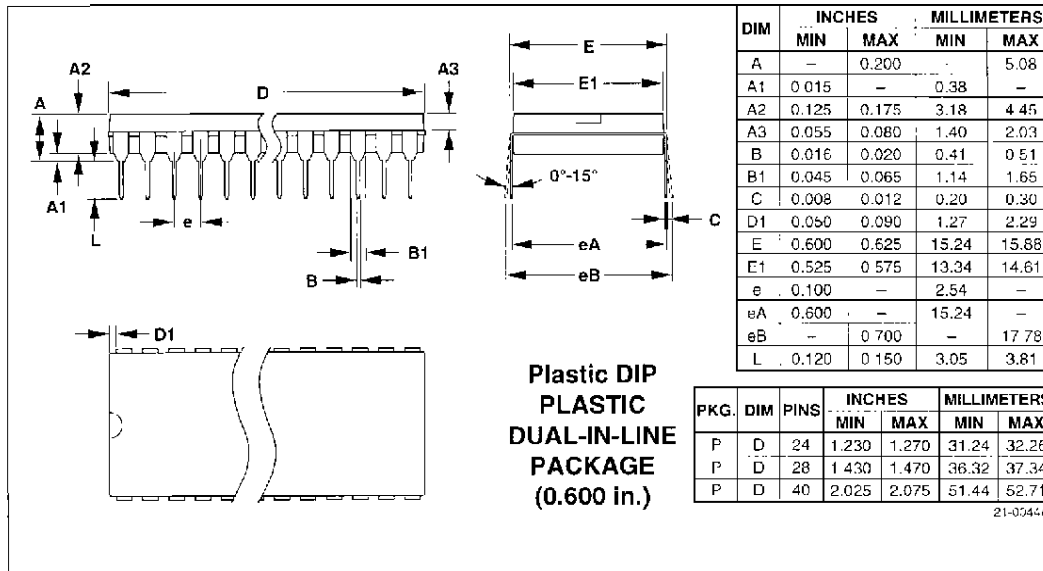 A2
A3
E
A
D
E1
0°-15°
A1
e
L
C
B1
eA
B
eB
D1
Plastic DIP
PLASTIC
DUAL-IN-LINE
PACKAGE
(0.600 in.)
DIM INCHES MILLIMETERS
MIN MAX MIN MAX
A – 0.200 - 5.08
A1 0.015 – 0.38 –
A2 0.125 0.175 3.18 4.45
A3 0.055 0.080 1.40 2.03
B 0.016 0.020 0.41 0.51
B1 0.045 0.065 1.14 1.65
C 0.008 0.012 0.20 0.30
D1 0.050 0.090 1.27 2.29
E 0.600 0.625 15.24 15.88
E1 0.525 0.575 13.34 14.61
e 0.100 – 2.54 –
eA 0.600 – 15.24 –
eB – 0.700 – 17.78
L 0.120 0.150 3.05 3.81
PKG. DIM PINS INCHES MILLIMETERS
MIN MAX MIN MAX
P D 24 1.230 1.270 31.24 32.26
P D 28 1.430 1.470 36.32 37.34
P D 40 2.025 2.075 51.44 52.71